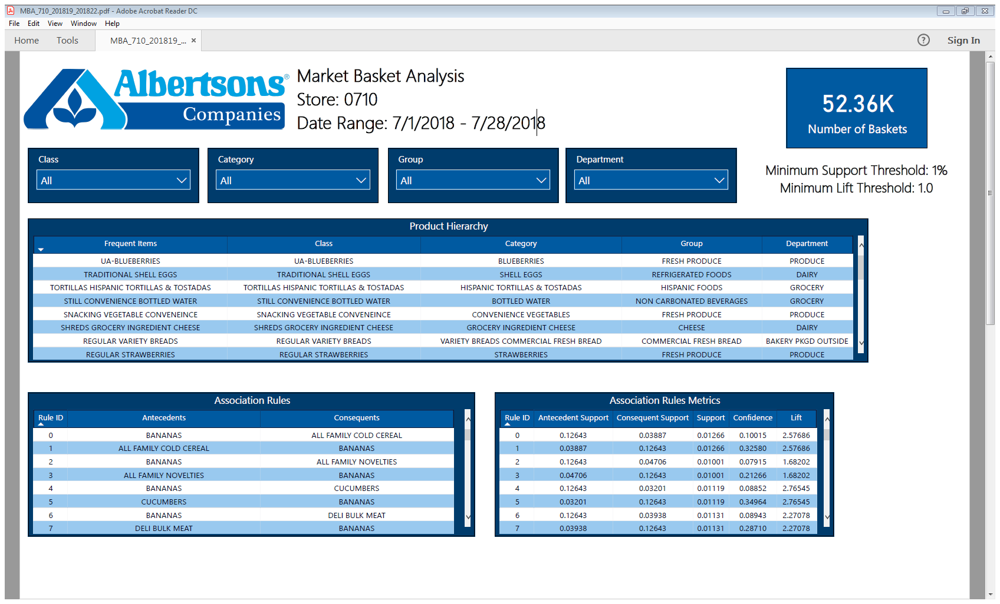 MBA_710_201819_201822.pdf - Adobe Acrobat Reader DC
File Edit View Window Help
Home Tools MBA_710_201819_... × ? Sign In
Albertsons®
Companies
Market Basket Analysis
Store: 0710
Date Range: 7/1/2018 - 7/28/2018
52.36K
Number of Baskets
Class Category Group Department
All All All All
Minimum Support Threshold: 1%
Minimum Lift Threshold: 1.0
Product Hierarchy
Frequent Items Class Category Group Department
UA-BLUEBERRIES UA-BLUEBERRIES BLUEBERRIES FRESH PRODUCE PRODUCE
TRADITIONAL SHELL EGGS TRADITIONAL SHELL EGGS SHELL EGGS REFRIGERATED FOODS DAIRY
TORTILLAS HISPANIC TORTILLAS & TOSTADAS TORTILLAS HISPANIC TORTILLAS & TOSTADAS HISPANIC TORTILLAS & TOSTADAS HISPANIC FOODS GROCERY
STILL CONVENIENCE BOTTLED WATER STILL CONVENIENCE BOTTLED WATER BOTTLED WATER NON CARBONATED BEVERAGES GROCERY
SNACKING VEGETABLE CONVENEINCE SNACKING VEGETABLE CONVENEINCE CONVENIENCE VEGETABLES FRESH PRODUCE PRODUCE
SHREDS GROCERY INGREDIENT CHEESE SHREDS GROCERY INGREDIENT CHEESE GROCERY INGREDIENT CHEESE CHEESE DAIRY
REGULAR VARIETY BREADS REGULAR VARIETY BREADS VARIETY BREADS COMMERCIAL FRESH BREAD COMMERCIAL FRESH BREAD BAKERY PKGD OUTSIDE
REGULAR STRAWBERRIES REGULAR STRAWBERRIES STRAWBERRIES FRESH PRODUCE PRODUCE
Association Rules
Rule ID Antecedents Consequents
0 BANANAS ALL FAMILY COLD CEREAL
1 ALL FAMILY COLD CEREAL BANANAS
2 BANANAS ALL FAMILY NOVELTIES
3 ALL FAMILY NOVELTIES BANANAS
4 BANANAS CUCUMBERS
5 CUCUMBERS BANANAS
6 BANANAS DELI BULK MEAT
7 DELI BULK MEAT BANANAS
Association Rules Metrics
Rule ID Antecedent Support Consequent Support Support Confidence Lift
0 0.12643 0.03887 0.01266 0.10015 2.57686
1 0.03887 0.12643 0.01266 0.32580 2.57686
2 0.12643 0.04706 0.01001 0.07915 1.68202
3 0.04706 0.12643 0.01001 0.21266 1.68202
4 0.12643 0.03201 0.01119 0.08852 2.76545
5 0.03201 0.12643 0.01119 0.34964 2.76545
6 0.12643 0.03938 0.01131 0.08943 2.27078
7 0.03938 0.12643 0.01131 0.28710 2.27078